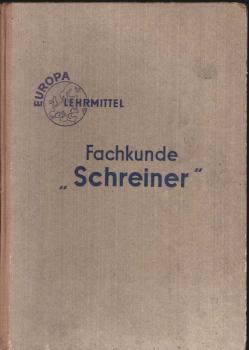 EUROPA
LEHRMITTEL
Fachkunde
„Schreiner"